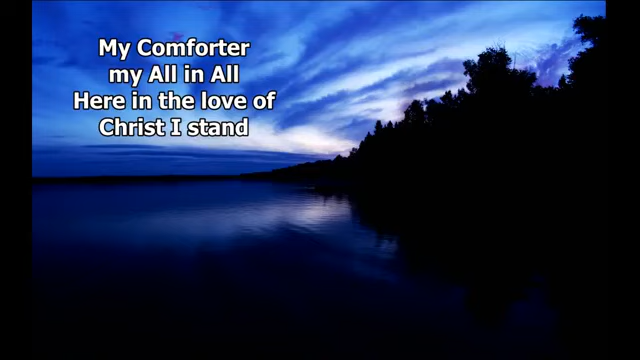 My Comforter
my All in All
Here in the love of
Christ I stand